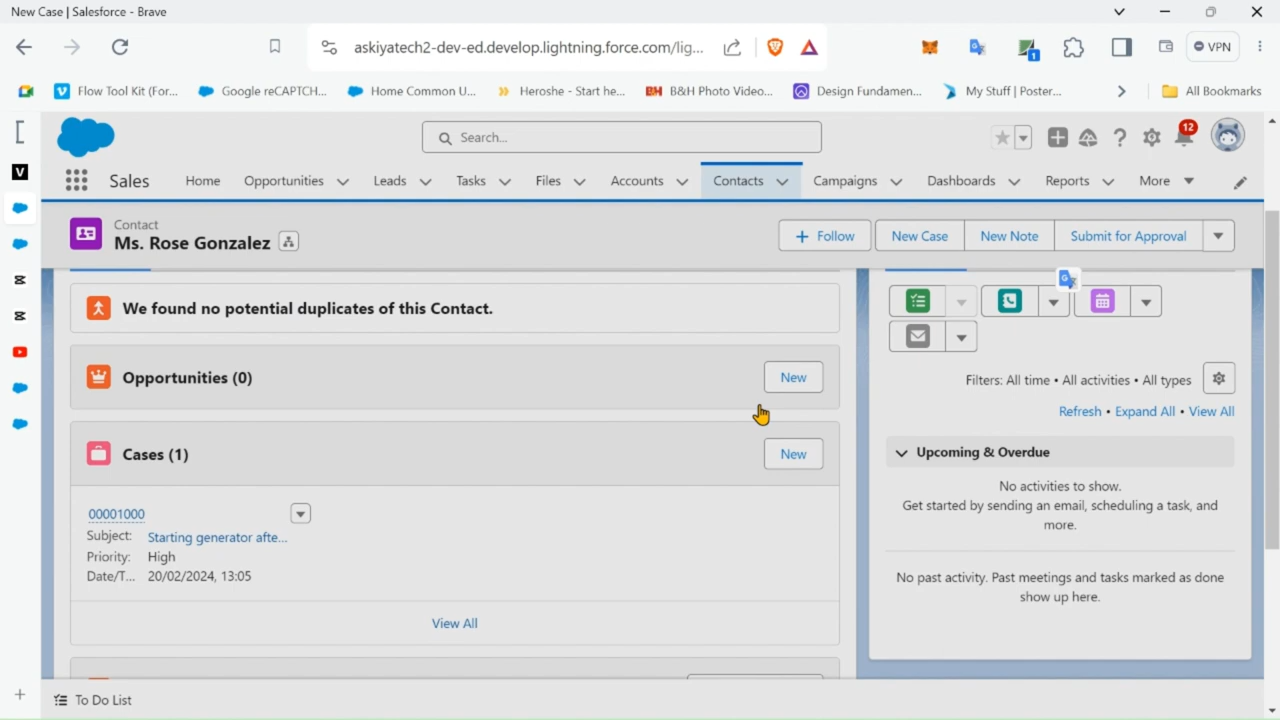 New Case | Salesforce - Brave
askiyatech2-dev-ed.develop.lightning.force.com/lig...
VPN
Flow Tool Kit (For...
Google reCAPTCH...
Home Common U...
Heroshe - Start he...
BH B&H Photo Video...
Design Fundamen...
My Stuff | Poster...
All Bookmarks
Search...
12
V
Sales
Home
Opportunities
Leads
Tasks
Files
Accounts
Contacts
Campaigns
Dashboards
Reports
More
Contact
Ms. Rose Gonzalez
+ Follow
New Case
New Note
Submit for Approval
We found no potential duplicates of this Contact.
Opportunities (0)
New
Cases (1)
New
00001000
Subject: Starting generator afte...
Priority: High
Date/T... 20/02/2024, 13:05
View All
Filters: All time • All activities • All types
Refresh • Expand All • View All
Upcoming & Overdue
No activities to show.
Get started by sending an email, scheduling a task, and
more.
No past activity. Past meetings and tasks marked as done
show up here.
To Do List